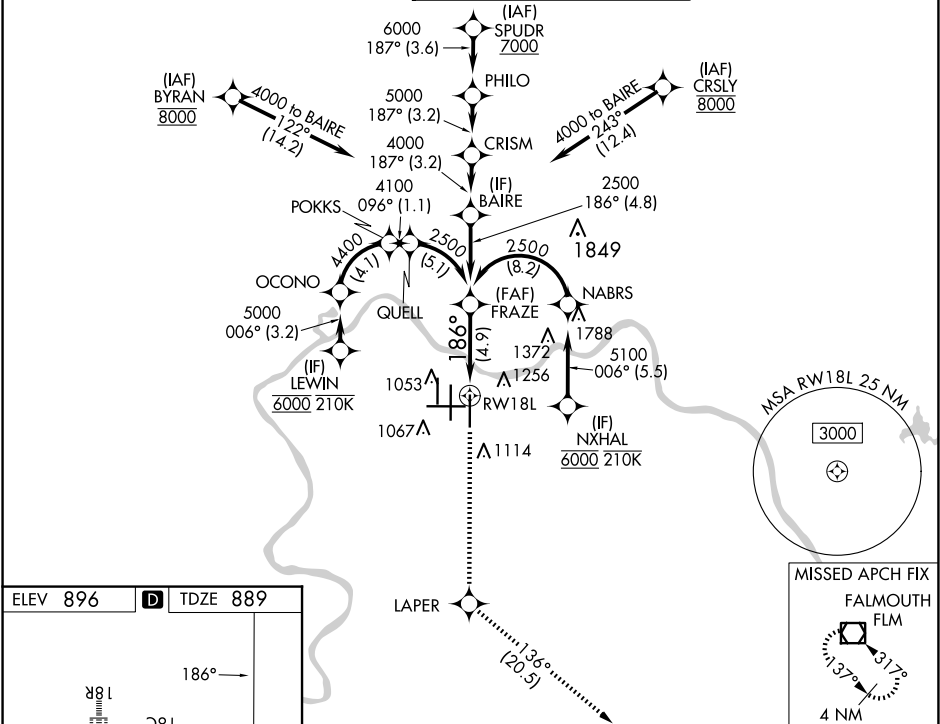 (IAF)
SPUDR
7000
6000
187° (3.6)
PHILO
5000
187° (3.2)
CRISM
4000
187° (3.2)
(IAF)
BYRAN
8000
4000 to BAIRE
122°
(14.2)
(IAF)
CRSLY
8000
4000 to BAIRE
243°
(12.4)
(IF)
BAIRE
4100
096° (1.1)
2500
186° (4.8)
POKKS
1849
4400
(4.1)
2500
(5.1)
2500
(8.2)
OCONO
QUELL
(FAF)
FRAZE
NABRS
5000
006° (3.2)
186°
(4.9)
1788
1372
1256
5100
006° (5.5)
(IF)
LEWIN
6000 210K
1053
RW18L
1067
1114
(IF)
NXHAL
6000 210K
MSA RW18L 25 NM
3000
LAPER
136°
(20.5)
MISSED APCH FIX
FALMOUTH
FLM
317°
137°
4 NM
ELEV 896 D TDZE 889
186°
18R
18C